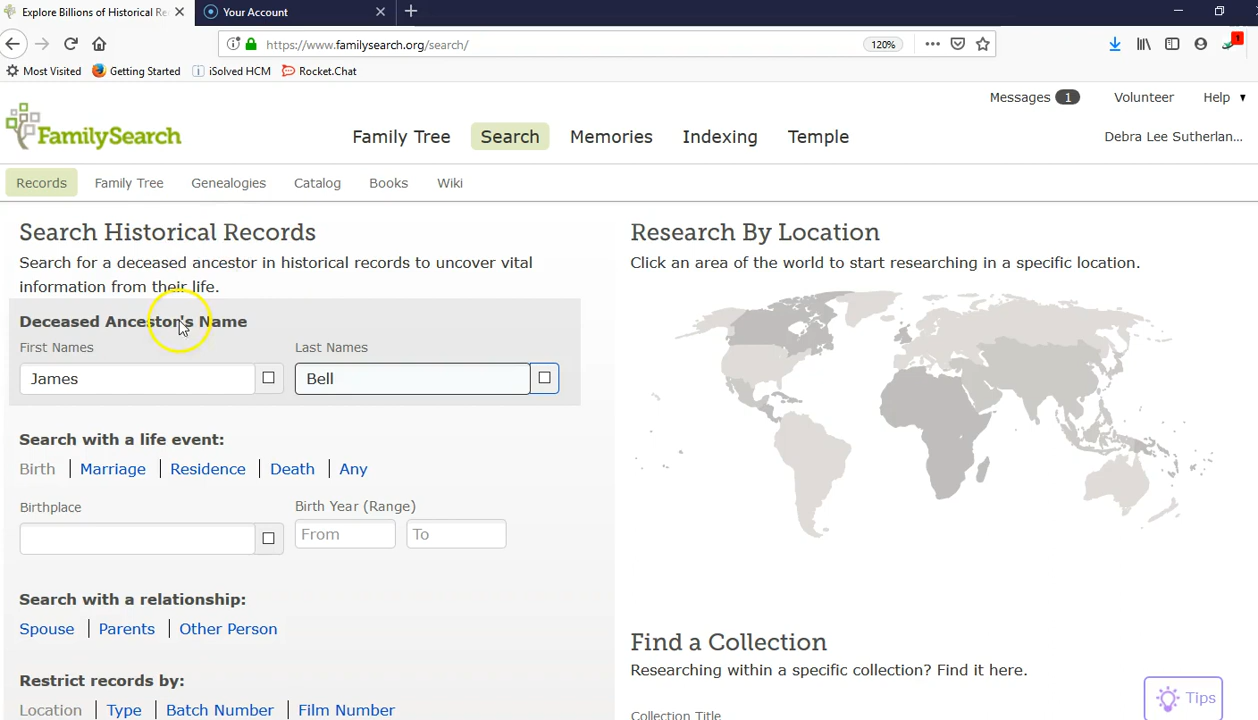 Explore Billions of Historical Re
Your Account
https://www.familysearch.org/search/
120%
1
Most Visited
Getting Started
iSolved HCM
Rocket.Chat
Messages 1
Volunteer
Help
FamilySearch
Family Tree
Search
Memories
Indexing
Temple
Debra Lee Sutherlan...
Records
Family Tree
Genealogies
Catalog
Books
Wiki
Search Historical Records
Search for a deceased ancestor in historical records to uncover vital
information from their life.
Deceased Ancestor's Name
First Names
Last Names
James
Bell
Search with a life event:
Birth
Marriage
Residence
Death
Any
Birthplace
Birth Year (Range)
From
To
Search with a relationship:
Spouse
Parents
Other Person
Restrict records by:
Location
Type
Batch Number
Film Number
Research By Location
Click an area of the world to start researching in a specific location.
Find a Collection
Researching within a specific collection? Find it here.
Collection Title
Tips